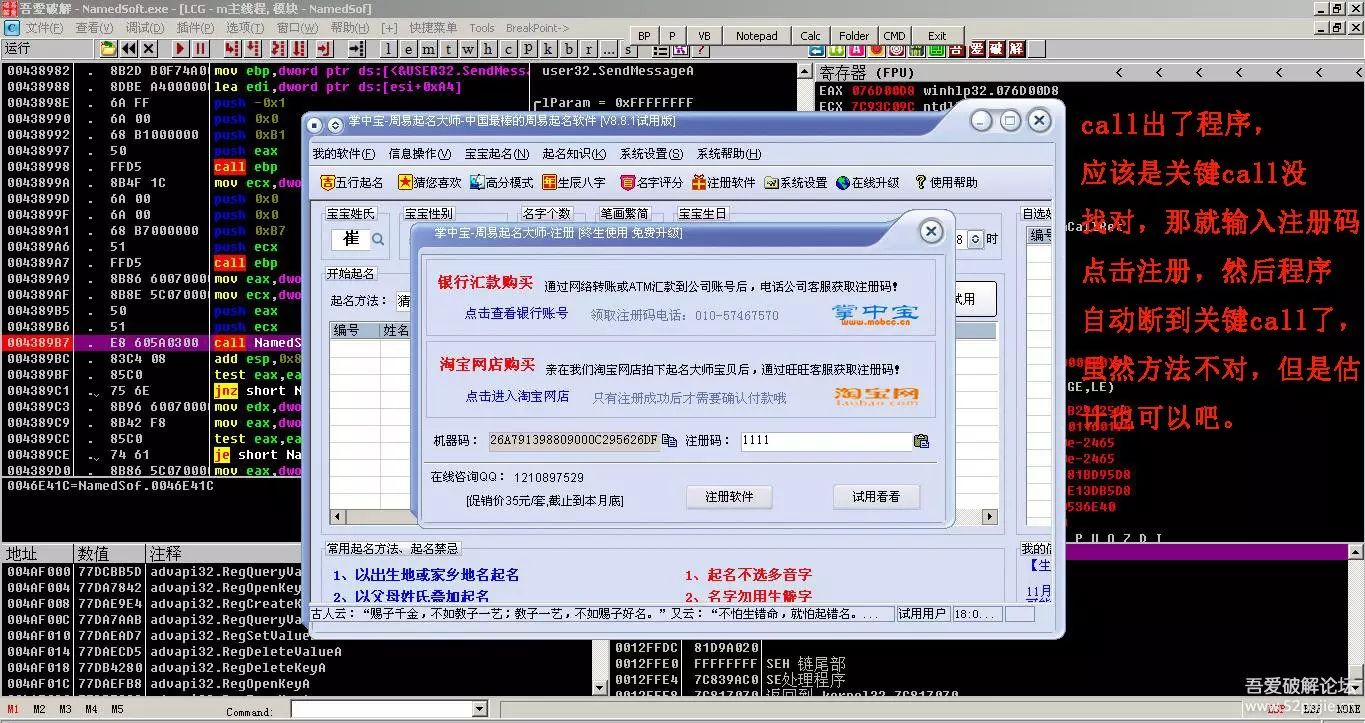 吾爱破解 - NamedSoft.exe - [LCG - m主线程, 模块 - NamedSof]
文件(F) 查看(V) 调试(D) 插件(P) 选项(T) 窗口(W) 帮助(H) [+] 快捷菜单 Tools BreakPoint->
BP P VB Notepad Calc Folder CMD Exit
运行 l e m t w h c p k b r ... s
00438982 . 8B2D B0F74A0 mov ebp,dword ptr ds:[<&USER32.SendMess. user32.SendMessageA
00438988 . 8DBE A400000 lea edi,dword ptr ds:[esi+0xA4]
0043898E . 6A FF push -0x1 lParam = 0xFFFFFFFF
00438990 . 6A 00 push 0x0
00438992 . 68 B1000000 push 0xB1
00438997 . 50 push eax
00438998 . FFD5 call ebp
0043899A . 8B4F 1C mov ecx,dwo
0043899D . 6A 00 push 0x0
0043899F . 6A 00 push 0x0
004389A1 . 68 B7000000 push 0xB7
004389A6 . 51 push ecx
004389A7 . FFD5 call ebp
004389A9 . 8B86 6007000 mov eax,dwo
004389AF . 8B8E 5C07000 mov ecx,dwo
004389B5 . 50 push eax
004389B6 . 51 push ecx
004389B7 . E8 605A0300 call NamedS
004389BC . 83C4 08 add esp,0x8
004389BF . 85C0 test eax,ea
004389C1 . 75 6E jnz short N
004389C3 . 8B96 6007000 mov edx,dwo
004389C9 . 8B42 F8 mov eax,dwo
004389CC . 85C0 test eax,ea
004389CE . 74 61 je short Na
004389D0 . 8B86 5C07000 mov eax,dwo
0046E41C=NamedSof.0046E41C
寄存器 (FPU) < < < < < < <
EAX 076D00D8 winhlp32.076D00D8
ECX 7C93C09C ntdl
GE,LE)
e-2465
e-2465
81BD95D8
E13DB5D8
536E40
P U O Z D I
掌中宝-周易起名大师-中国最棒的周易起名软件 [V8.8.1试用版]
我的软件(F) 信息操作(V) 宝宝起名(N) 起名知识(K) 系统设置(S) 系统帮助(H)
五行起名 猜您喜欢 高分模式 生辰八字 名字评分 注册软件 系统设置 在线升级 使用帮助
宝宝姓氏 宝宝性别 名字个数 笔画繁简 宝宝生日
崔 8 时
开始起名
起名方法： 猜 试用
编号 姓名
编号
掌中宝-周易起名大师-注册 [终生使用 免费升级]
银行汇款购买 通过网络转账或ATM汇款到公司账号后，电话公司客服获取注册码！
点击查看银行账号 领取注册码电话：010-57467570
掌中宝
www.mobcc.cn
淘宝网店购买 亲在我们淘宝网店拍下起名大师宝贝后，通过旺旺客服获取注册码！
点击进入淘宝网店 只有注册成功后才需要确认付款哦
淘宝网
Taobao.com
机器码： 26A791398809000C295626DF 注册码： 1111
在线咨询QQ： 1210897529
[促销价35元/套,截止到本月底] 注册软件 试用看看
常用起名方法、起名禁忌
1、以出生地或家乡地名起名 1、起名不选多音字
2、以父母姓氏叠加起名 2、名字勿用生僻字
【生
11月
古人云：“赐子千金，不如教子一艺；教子一艺，不如赐子好名。”又云：“不怕生错命，就怕起错名。... 试用用户 18:0...
call出了程序，
应该是关键call没
找对，那就输入注册码
点击注册，然后程序
自动断到关键call了，
虽然方法不对，但是估
计也可以吧。
地址 数值 注释
004AF000 77DCBB5D advapi32.RegQueryVa
004AF004 77DA7842 advapi32.RegOpenKey
004AF008 77DAE9E4 advapi32.RegCreateK
004AF00C 77DA7AAB advapi32.RegQueryVa
004AF010 77DAEAD7 advapi32.RegSetValue
004AF014 77DAECD5 advapi32.RegDeleteValueA
004AF018 77DB4280 advapi32.RegDeleteKeyA
004AF01C 77DAEFB8 advapi32.RegOpenKeyA
0012FFDC 81D9A020
0012FFE0 FFFFFFFF SEH 链尾部
0012FFE4 7C839AC0 SE处理程序
0012FFE8 7C817070 返回到 kernel32.7C817070
M1 M2 M3 M4 M5 Command:
吾爱破解论坛
www.52pojie.cn